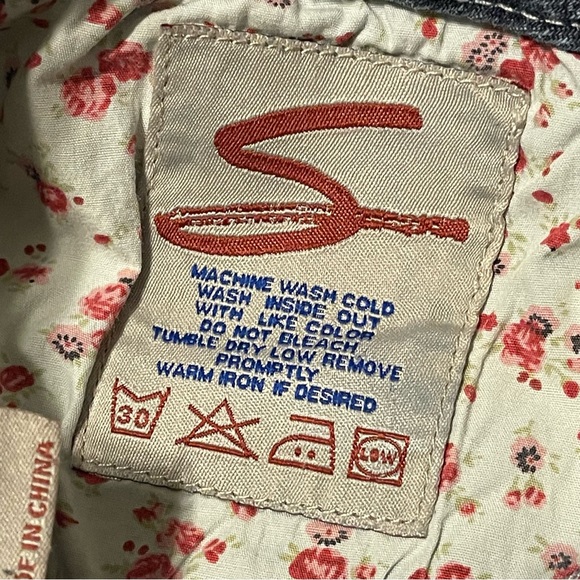 S
MACHINE WASH COLD
WASH INSIDE OUT
WITH LIKE COLOR
DO NOT BLEACH
TUMBLE DRY LOW REMOVE
PROMPTLY
WARM IRON IF DESIRED
30
LOW
DE IN CHINA